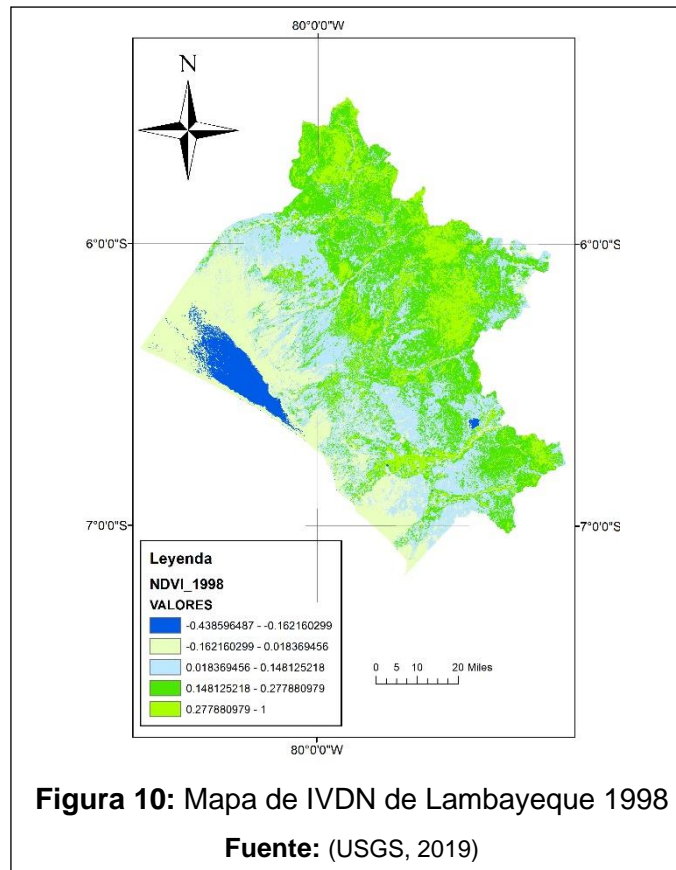 80°0'0"W
N
6°0'0"S
6°0'0"S
7°0'0"S
7°0'0"S
Leyenda
NDVI_1998
VALORES
-0.438596487 - -0.162160299
-0.162160299 - 0.018369456
0.018369456 - 0.148125218
0.148125218 - 0.277880979
0.277880979 - 1
0 5 10 20 Miles
80°0'0"W
Figura 10: Mapa de IVDN de Lambayeque 1998
Fuente: (USGS, 2019)